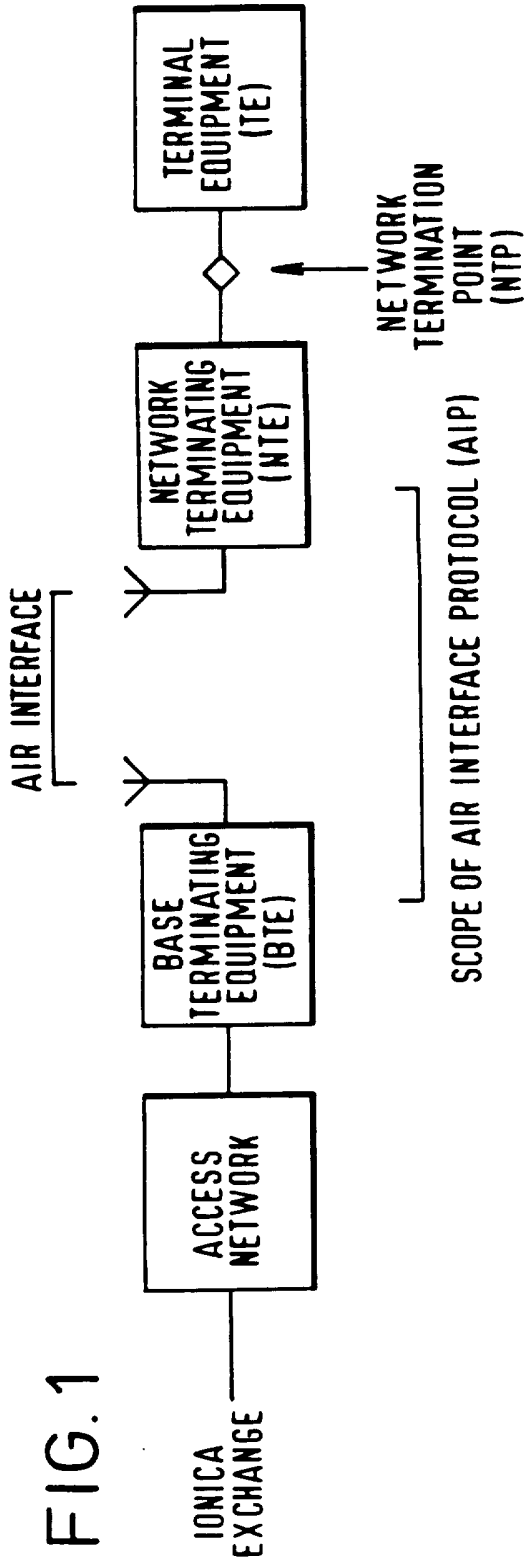 FIG. 1
AIR INTERFACE
IONICA
EXCHANGE
ACCESS
NETWORK
BASE
TERMINATING
EQUIPMENT
(BTE)
NETWORK
TERMINATING
EQUIPMENT
(NTE)
TERMINAL
EQUIPMENT
(TE)
NETWORK
TERMINATION
POINT
(NTP)
SCOPE OF AIR INTERFACE PROTOCOL (AIP)